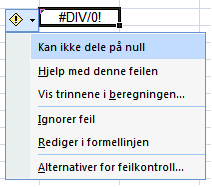 #DIV/0!
Kan ikke dele på null
Hjelp med denne feilen
Vis trinnene i beregningen...
Ignorer feil
Rediger i formellinjen
Alternativer for feilkontroll...